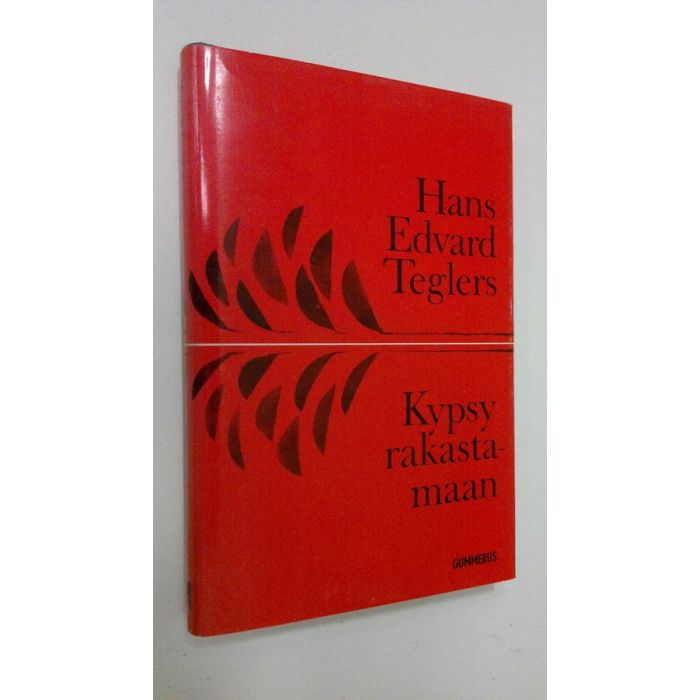 Hans
Edvard
Teglers
Kypsy
rakasta-
maan
GUMMERUS